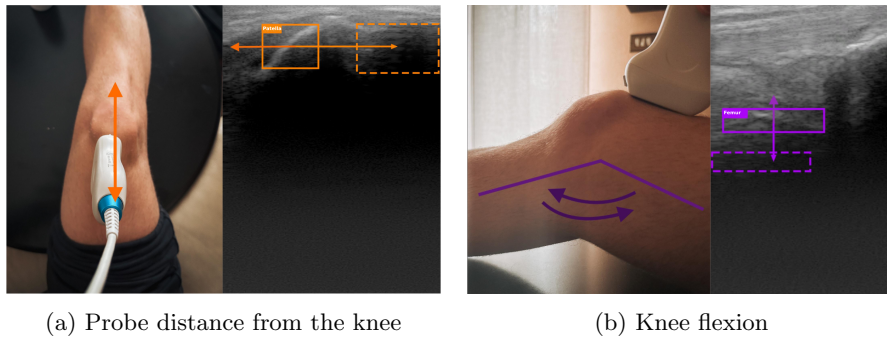 Patella
Femur
(a) Probe distance from the knee
(b) Knee flexion